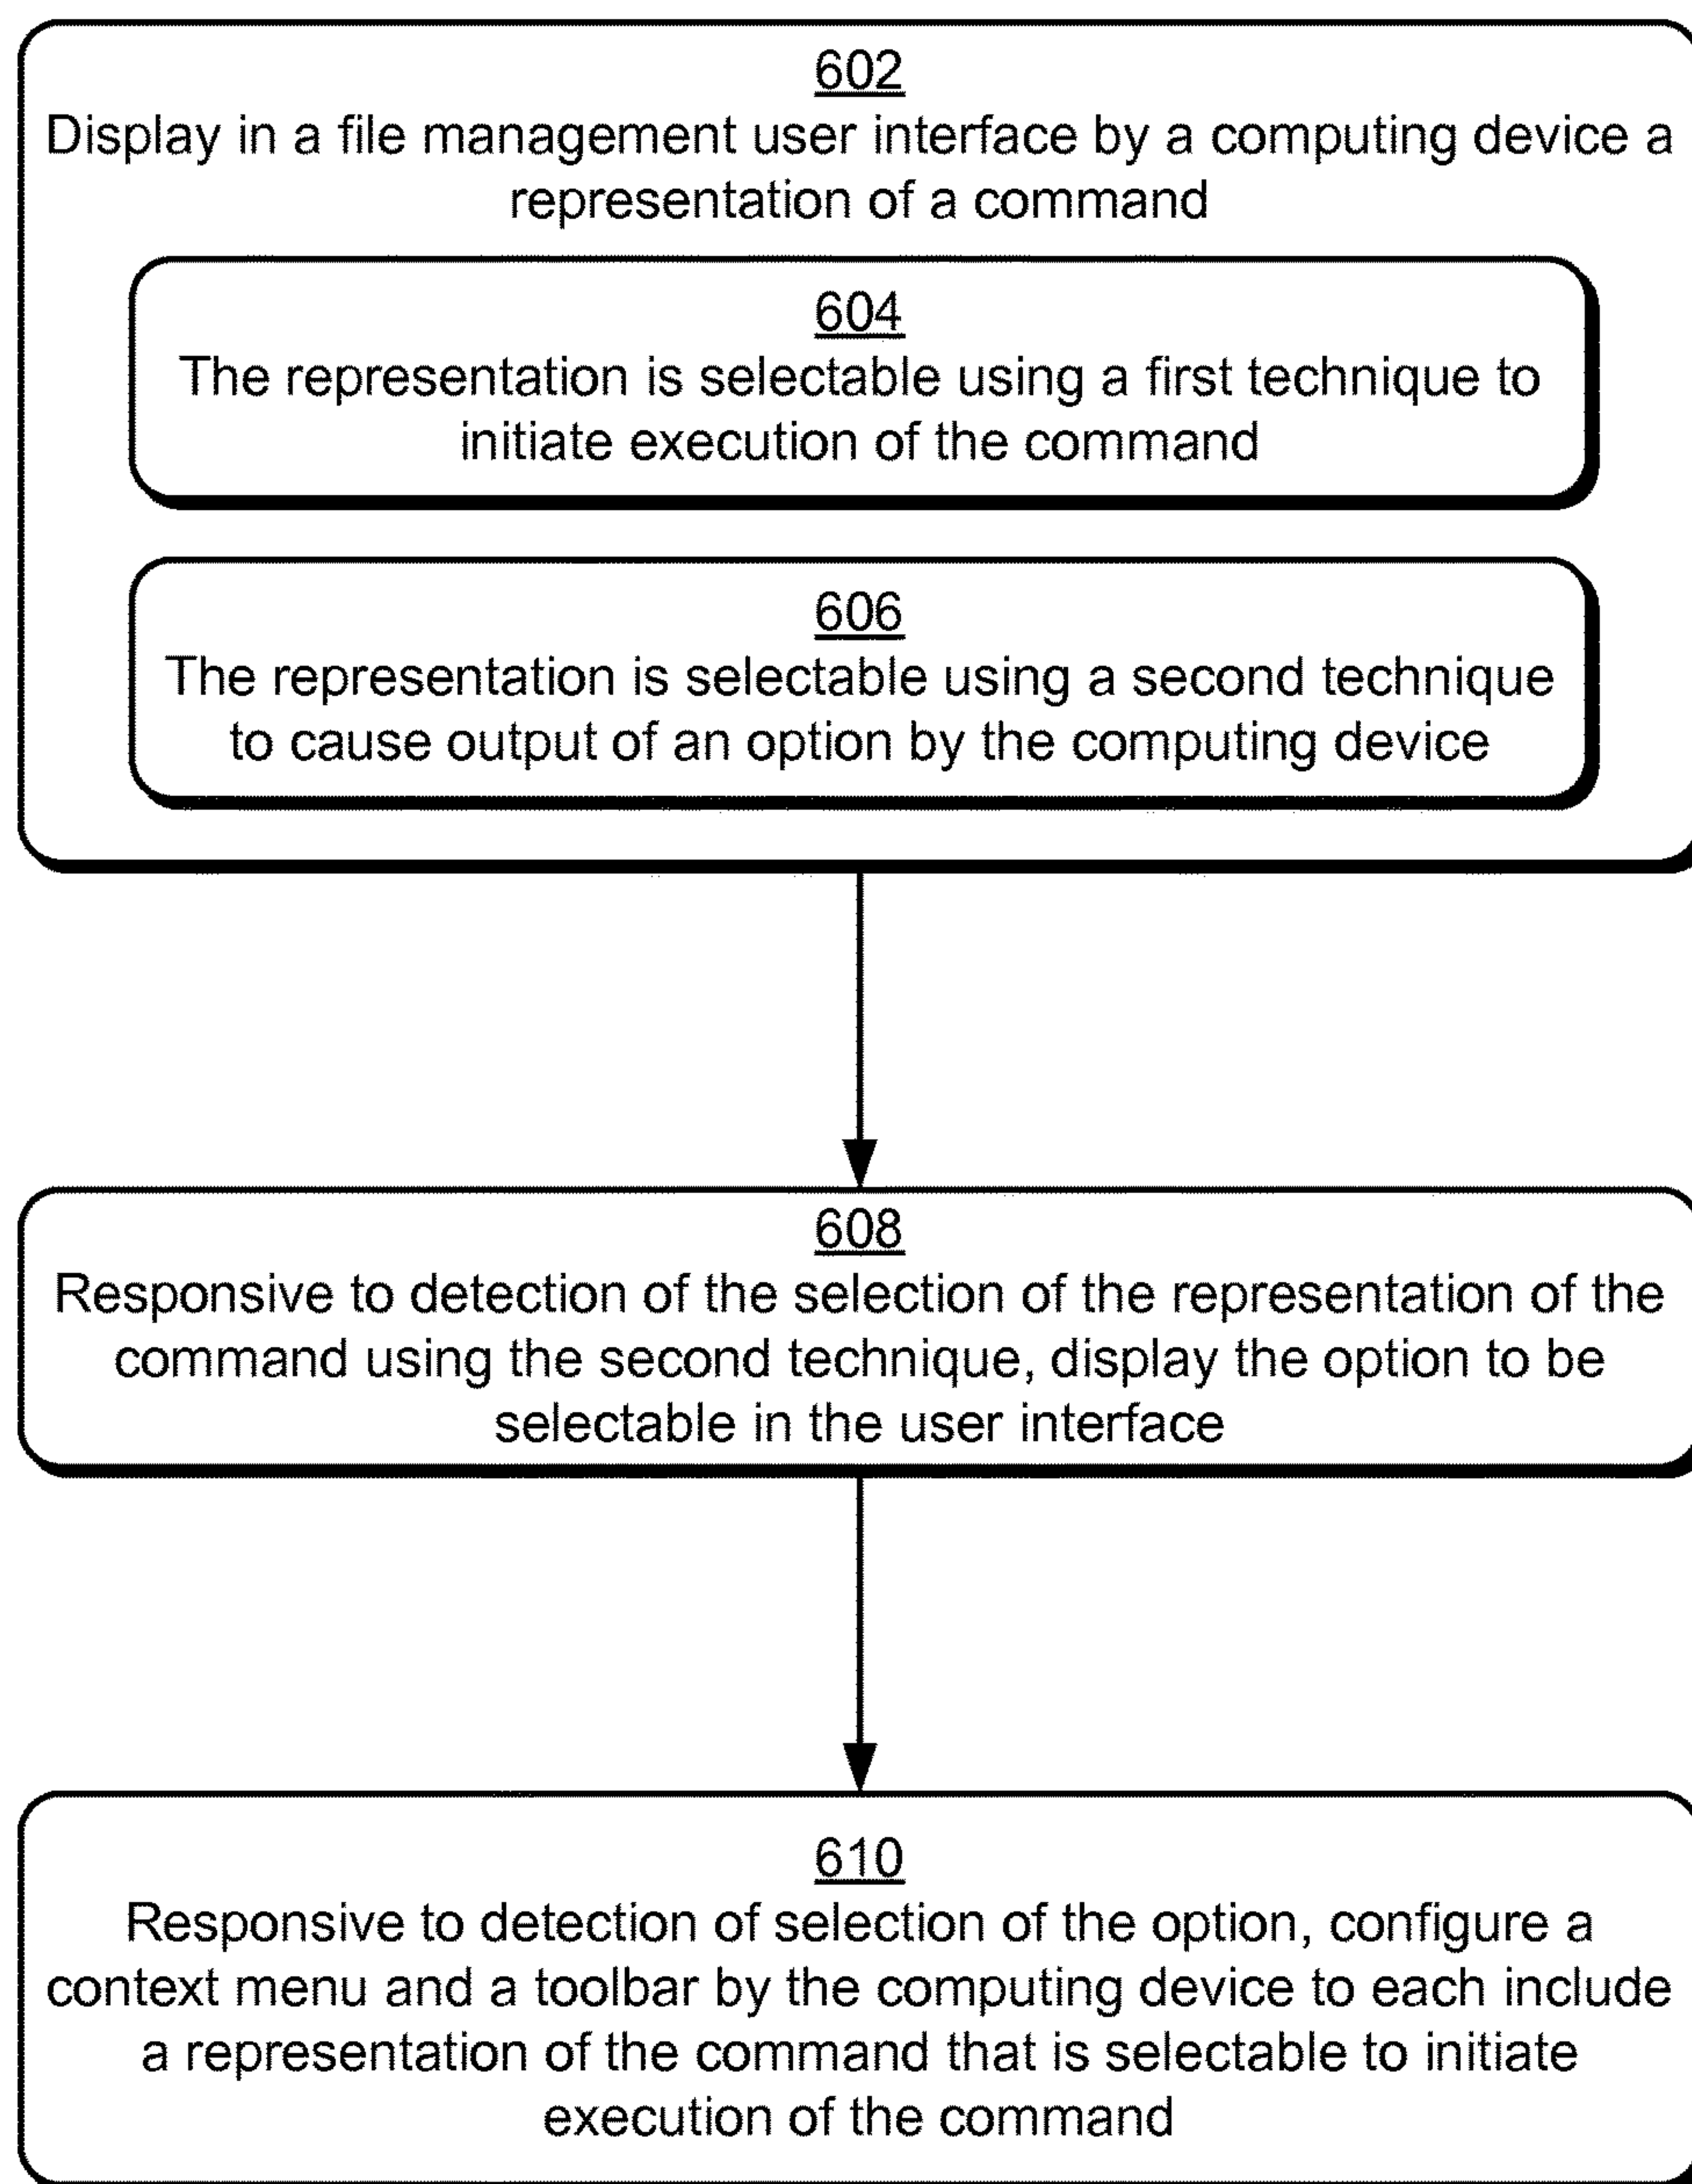 602
Display in a file management user interface by a computing device a
representation of a command
604
The representation is selectable using a first technique to
initiate execution of the command
606
The representation is selectable using a second technique
to cause output of an option by the computing device
608
Responsive to detection of the selection of the representation of the
command using the second technique, display the option to be
selectable in the user interface
610
Responsive to detection of selection of the option, configure a
context menu and a toolbar by the computing device to each include
a representation of the command that is selectable to initiate
execution of the command